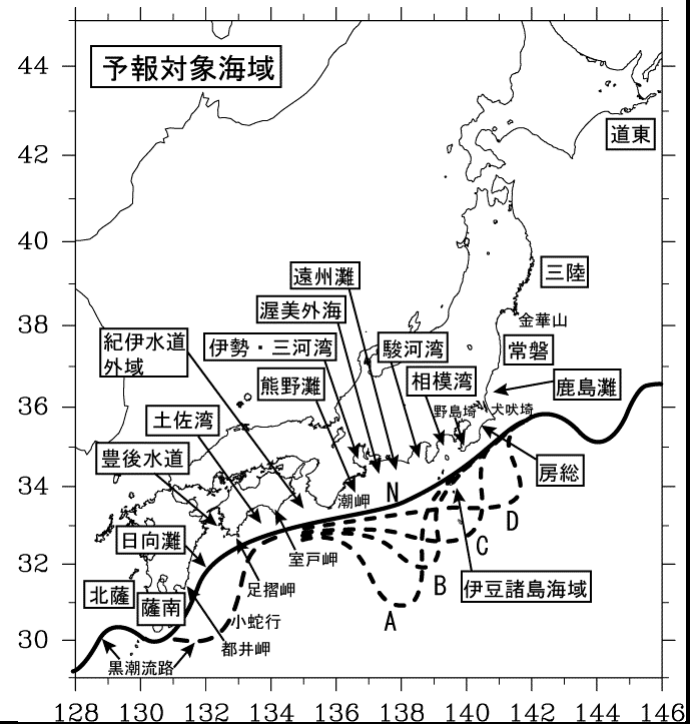 44
予報対象海域
道東
42
40
三陸
遠州灘
38
金華山
渥美外海
紀伊水道
外域
伊勢・三河湾
駿河湾
常磐
熊野灘
相模湾
鹿島灘
36
土佐湾
野島埼
犬吠埼
豊後水道
房総
34
潮岬
N
D
日向灘
室戸岬
C
32
足摺岬
B
伊豆諸島海域
北薩
薩南
小蛇行
A
30
都井岬
黒潮流路
128 130 132 134 136 138 140 142 144 146